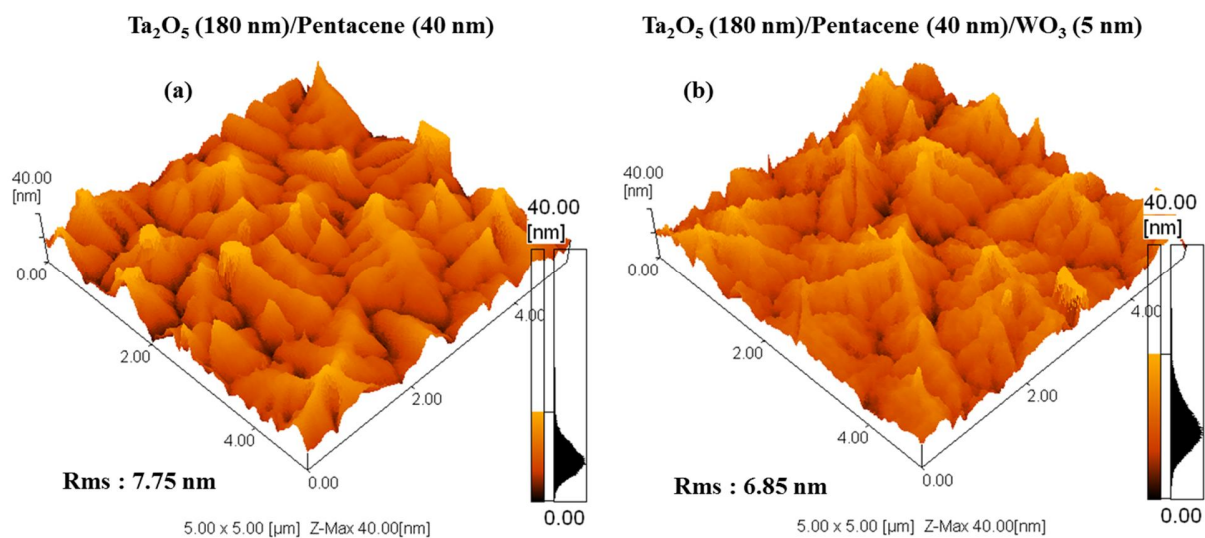 Ta₂O₅ (180 nm)/Pentacene (40 nm)
(a)
40.00
[nm]
0.00
2.00
4.00
0.00
2.00
4.00
40.00
[nm]
0.00
Rms : 7.75 nm
5.00 x 5.00 [µm] Z-Max 40.00[nm]
Ta₂O₅ (180 nm)/Pentacene (40 nm)/WO₃ (5 nm)
(b)
40.00
[nm]
0.00
2.00
4.00
0.00
2.00
4.00
40.00
[nm]
0.00
Rms : 6.85 nm
5.00 x 5.00 [µm] Z-Max 40.00[nm]